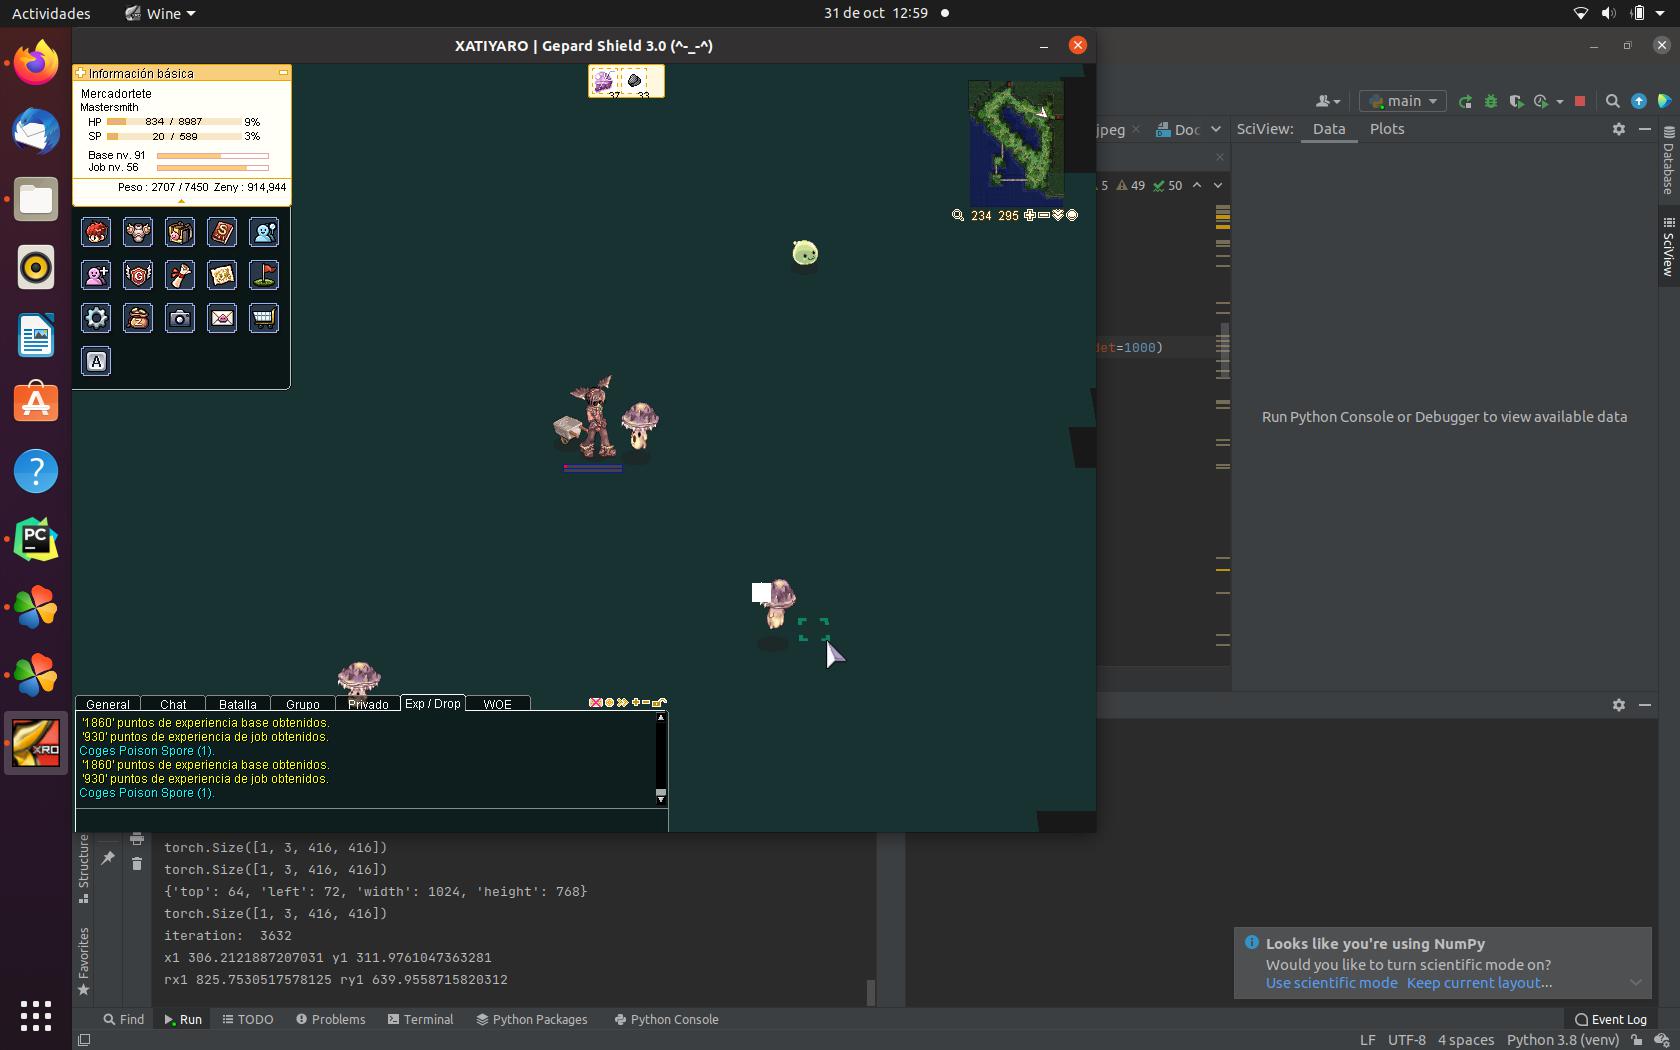 Actividades
Wine
31 de oct 12:59
XATIYARO | Gepard Shield 3.0 (^-_-^)
Información básica
Mercadortete
Mastersmith
HP 834 / 8987 9%
SP 20 / 589 3%
Base nv. 91
Job nv. 56
Peso : 2707 / 7450 Zeny : 914,944
37 33
234 295
A
General
Chat
Batalla
Grupo
Privado
Exp / Drop
WOE
'1860' puntos de experiencia base obtenidos.
'930' puntos de experiencia de job obtenidos.
Coges Poison Spore (1).
'1860' puntos de experiencia base obtenidos.
'930' puntos de experiencia de job obtenidos.
Coges Poison Spore (1).
main
jpeg
Doc
SciView:
Data
Plots
5 49 50
det=1000)
Run Python Console or Debugger to view available data
Database
SciView
PC
XRO
Structure
Favorites
torch.Size([1, 3, 416, 416])
torch.Size([1, 3, 416, 416])
{'top': 64, 'left': 72, 'width': 1024, 'height': 768}
torch.Size([1, 3, 416, 416])
iteration:  3632
x1 306.2121887207031 y1 311.9761047363281
rx1 825.7530517578125 ry1 639.9558715820312
Looks like you're using NumPy
Would you like to turn scientific mode on?
Use scientific mode Keep current layout...
Find
Run
TODO
Problems
Terminal
Python Packages
Python Console
Event Log
LF UTF-8 4 spaces Python 3.8 (venv)